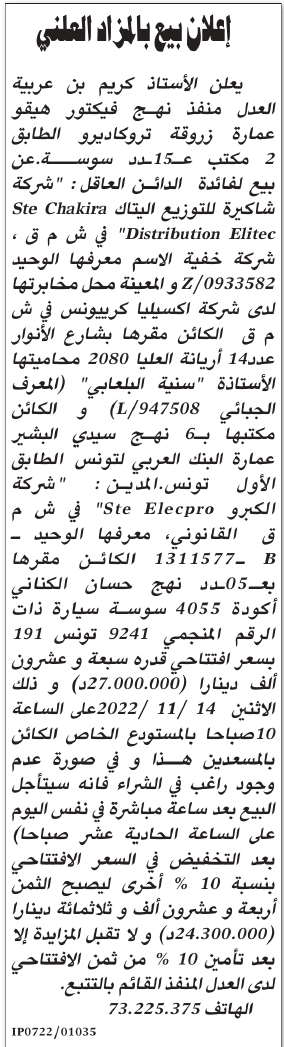 إعلان بيع بالمزاد العلني
يعلن الأستاذ كريم بن عربية
العدل منفذ نهج فيكتور هيقو
عمارة زروقة تروكاديرو الطابق
2 مكتب عـ15ـدد سوسة.عن
بيع لفائدة الدائن العاقل: "شركة
شاكيرة للتوزيع اليتاك Ste Chakira
Distribution Elitec" في ش م ق ،
شركة خفية الاسم معرفها الوحيد
Z/0933582 و المعينة محل مخابرتها
لدى شركة اكسيليا كربيونس في ش
م ق الكائن مقرها بشارع الأنوار
عدد14 أريانة العليا 2080 محاميتها
الأستاذة "سنية البلعابي" (المعرف
الجبائي L/947508) و الكائن
مكتبها بـ6 نهج سيدي البشير
عمارة البنك العربي لتونس الطابق
الأول تونس.المدين: "شركة
الكبرو Ste Elecpro" في ش م
ق القانوني، معرفها الوحيد ـ
B ـ1311577 الكائن مقرها
بعـ05ـدد نهج حسان الكناني
أكودة 4055 سوسة سيارة ذات
الرقم المنجمي 9241 تونس 191
بسعر افتتاحي قدره سبعة و عشرون
ألف دينارا (27.000.000د) و ذلك
الاثنين 14 /11 /2022على الساعة
10صباحا بالمستودع الخاص الكائن
بالمسعدين هذا و في صورة عدم
وجود راغب في الشراء فانه سيتأجل
البيع بعد ساعة مباشرة في نفس اليوم
على الساعة الحادية عشر صباحا)
بعد التخفيض في السعر الافتتاحي
بنسبة 10 % أخرى ليصبح الثمن
أربعة و عشرون ألف و ثلاثمائة دينارا
(24.300.000د) و لا تقبل المزايدة إلا
بعد تأمين 10 % من ثمن الافتتاحي
لدى العدل المنفذ القائم بالتتبع.
الهاتف 73.225.375
IP0722/01035